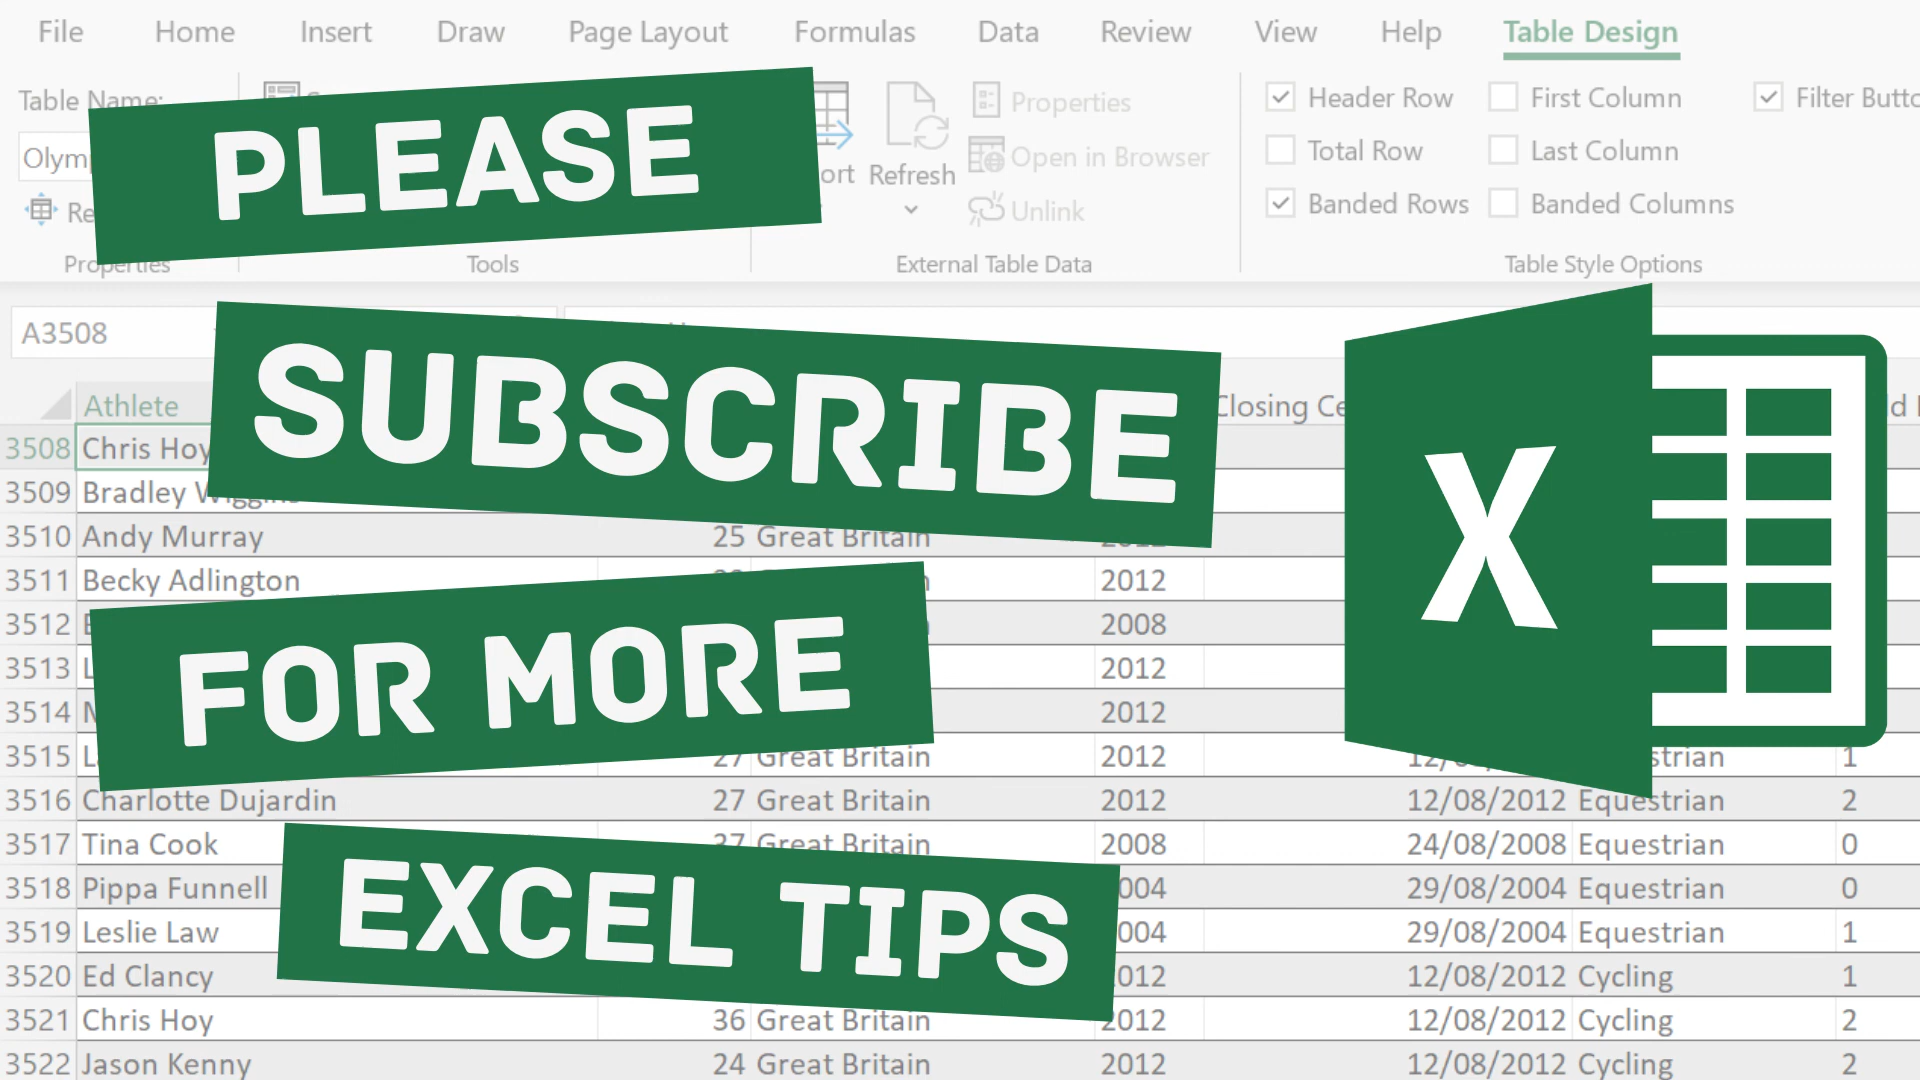 File Home Insert Draw Page Layout Formulas Data Review View Help Table Design
Table Name:
PLEASE
Properties
Open in Browser
Unlink
Refresh
Header Row First Column Filter
Total Row Last Column
Banded Rows Banded Columns
Properties Tools External Table Data Table Style Options
A3508
SUBSCRIBE
Athlete Closing
3508 Chris Hoy
3509 Bradley
3510 Andy Murray 25 Great Britain
3511 Becky Adlington 2012
3512 2008
3513 2012
3514 2012
FOR MORE
3515 27 Great Britain 2012 1
3516 Charlotte Dujardin 27 Great Britain 2012 12/08/2012 Equestrian 2
3517 Tina Cook 37 Great Britain 2008 24/08/2008 Equestrian 0
3518 Pippa Funnell 29/08/2004 Equestrian 0
EXCEL TIPS
3519 Leslie Law 29/08/2004 Equestrian 1
3520 Ed Clancy 12/08/2012 Cycling 1
3521 Chris Hoy 36 Great Britain 2012 12/08/2012 Cycling 2
3522 Jason Kenny 24 Great Britain 2012 12/08/2012 Cycling 2
X